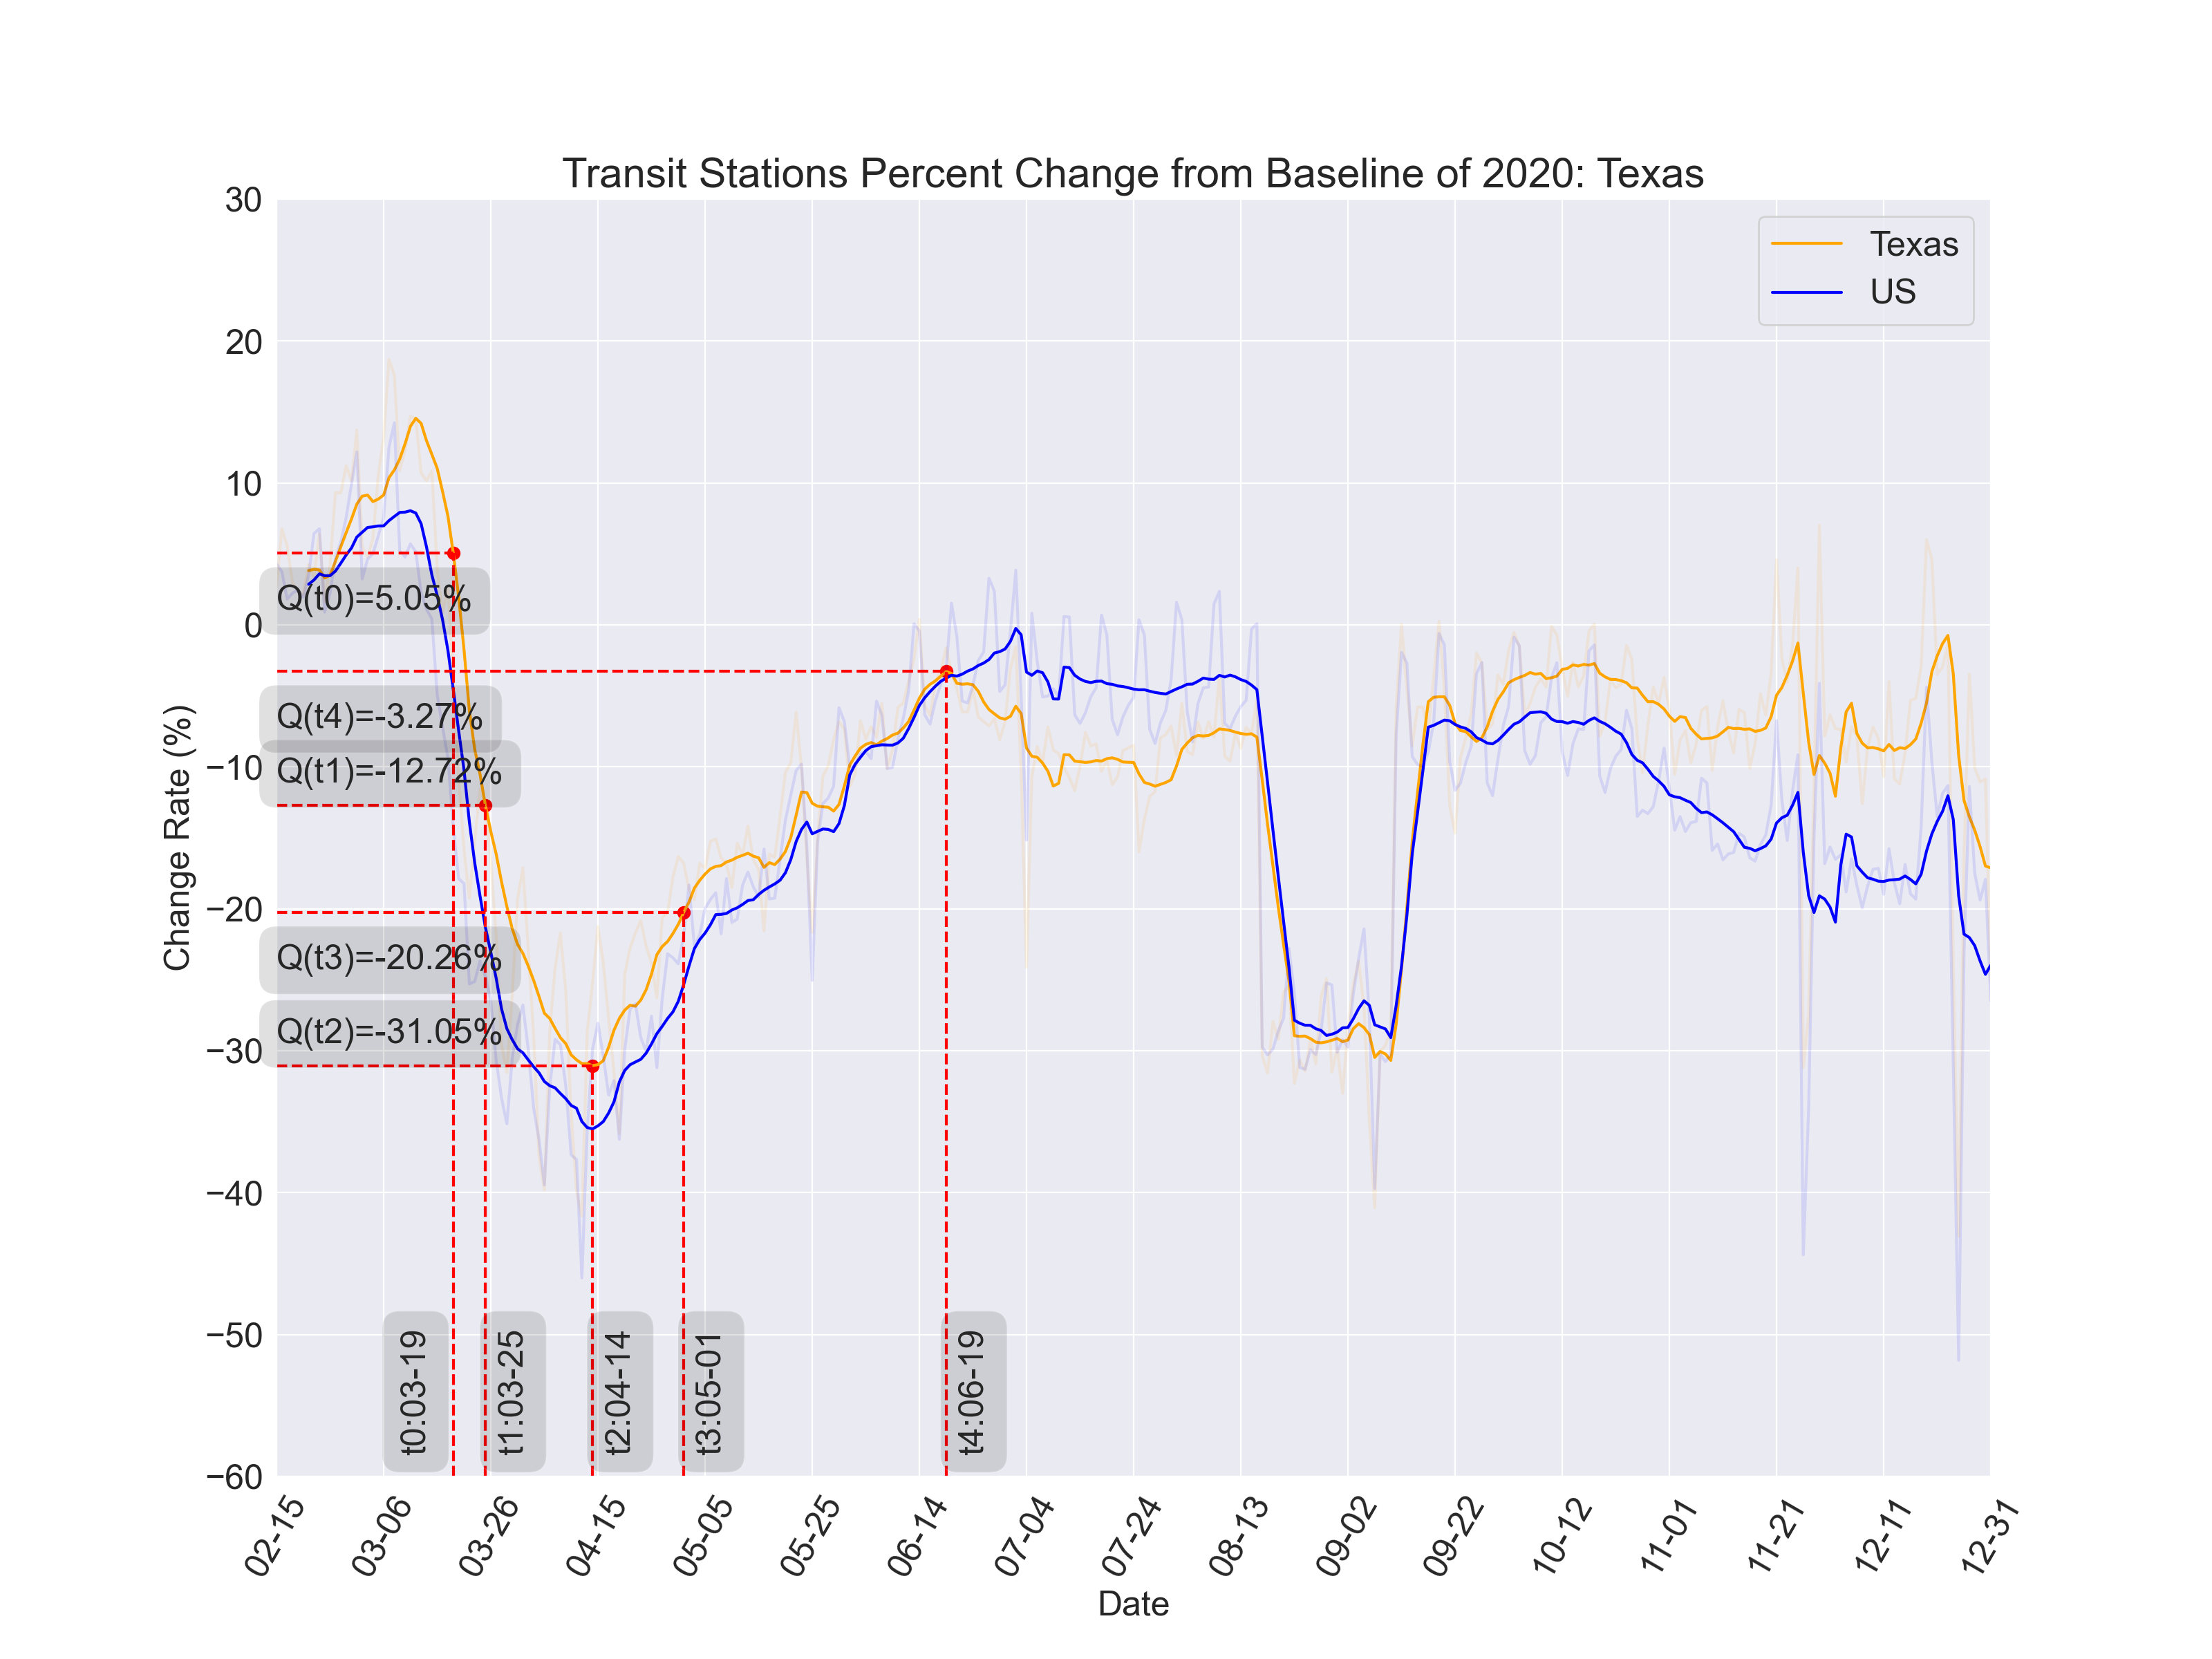 Transit Stations Percent Change from Baseline of 2020: Texas
Texas
US
Change Rate (%)
30
20
10
0
−10
−20
−30
−40
−50
−60
Q(t0)=5.05%
Q(t4)=-3.27%
Q(t1)=-12.72%
Q(t3)=-20.26%
Q(t2)=-31.05%
t0:03-19
t1:03-25
t2:04-14
t3:05-01
t4:06-19
02-15
03-06
03-26
04-15
05-05
05-25
06-14
07-04
07-24
08-13
09-02
09-22
10-12
11-01
11-21
12-11
12-31
Date